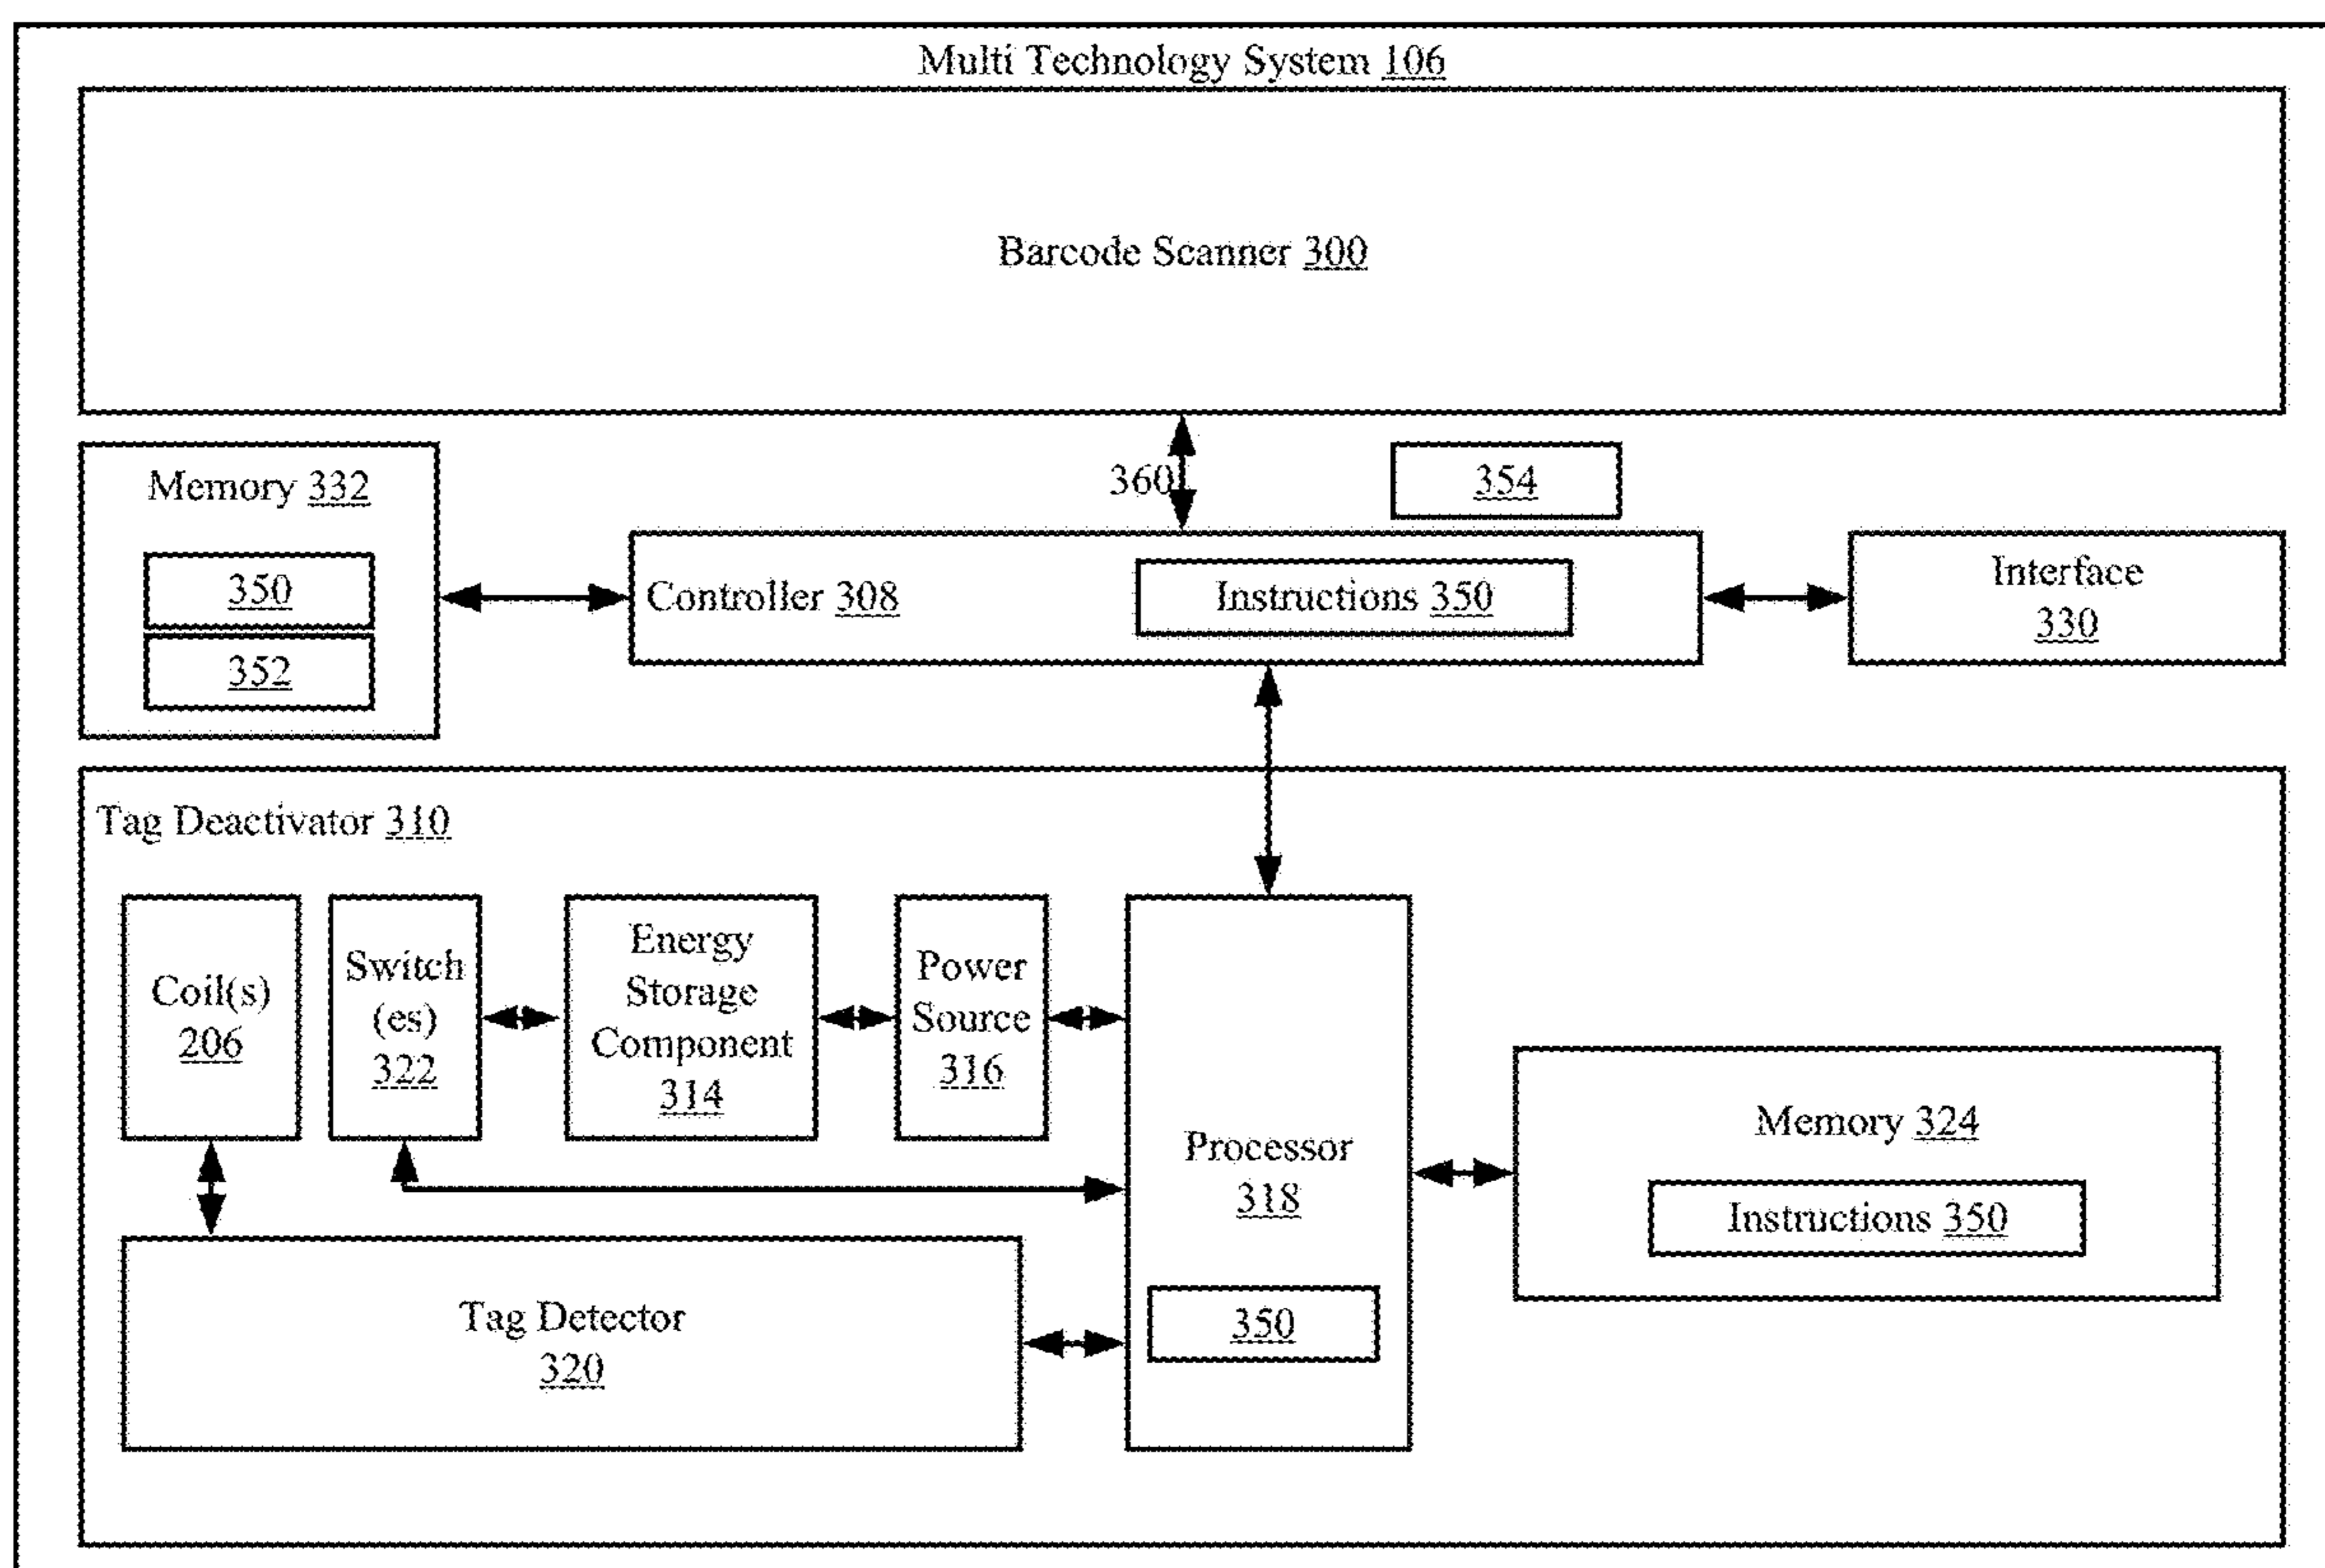 Multi Technology System 106
Barcode Scanner 300
Memory 332
350
352
360
354
Controller 308
Instructions 350
Interface
330
Tag Deactivator 310
Coil(s)
206
Switch
(es)
322
Energy
Storage
Component
314
Power
Source
316
Processor
318
350
Memory 324
Instructions 350
Tag Detector
320